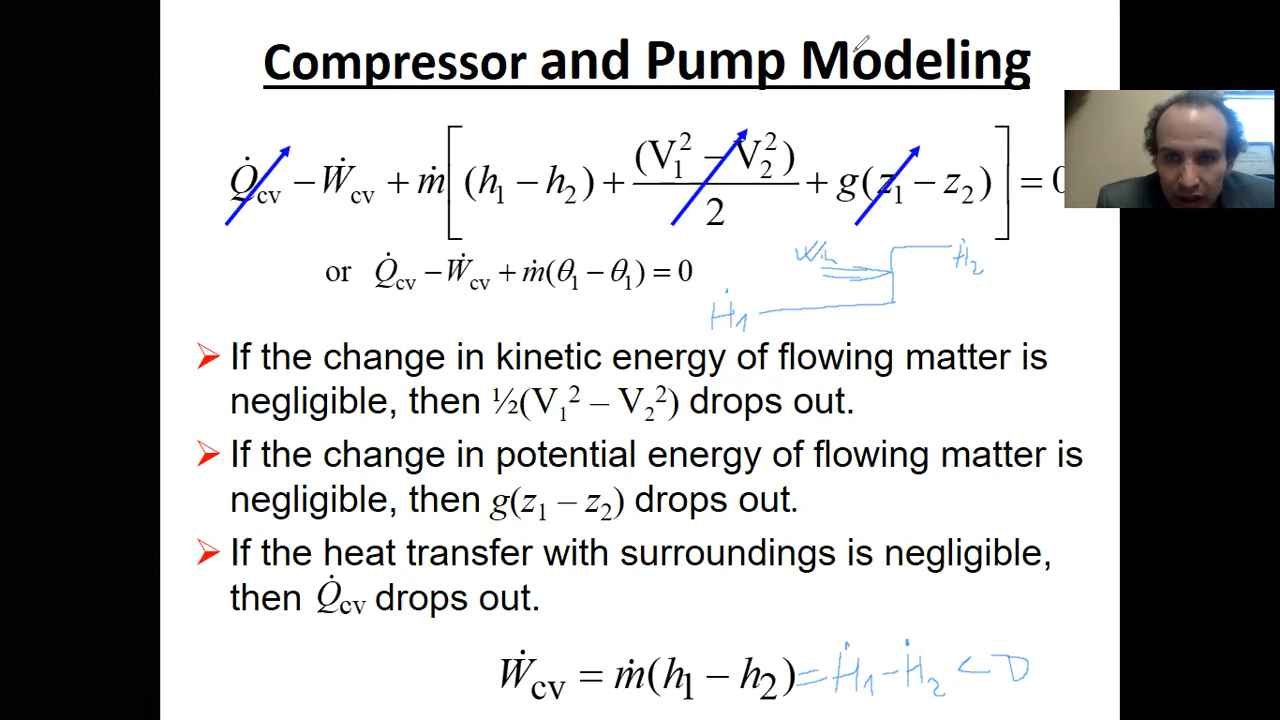 Compressor and Pump Modeling
Q̇cv − Ẇcv + ṁ[(h₁ − h₂) + (V₁² − V₂²)/2 + g(z₁ − z₂)] = 0
or Q̇cv − Ẇcv + ṁ(θ₁ − θ₁) = 0
Ḣ₂
Ḣ₁
➢ If the change in kinetic energy of flowing matter is
negligible, then ½(V₁² – V₂²) drops out.
➢ If the change in potential energy of flowing matter is
negligible, then g(z₁ – z₂) drops out.
➢ If the heat transfer with surroundings is negligible,
then Q̇cv drops out.
Ẇcv = ṁ(h₁ − h₂) = Ḣ₁ − Ḣ₂ < 0